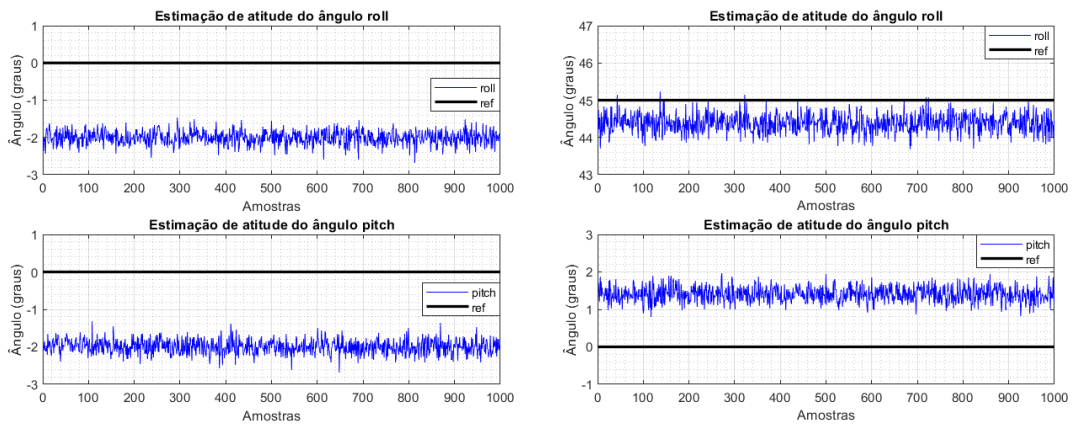 Estimação de atitude do ângulo roll
1
0
-1
-2
-3
Ângulo (graus)
roll
ref
0 100 200 300 400 500 600 700 800 900 1000
Amostras
Estimação de atitude do ângulo roll
47
46
45
44
43
Ângulo (graus)
roll
ref
0 100 200 300 400 500 600 700 800 900 1000
Amostras
Estimação de atitude do ângulo pitch
1
0
-1
-2
-3
Ângulo (graus)
pitch
ref
0 100 200 300 400 500 600 700 800 900 1000
Amostras
Estimação de atitude do ângulo pitch
3
2
1
0
-1
Ângulo (graus)
pitch
ref
0 100 200 300 400 500 600 700 800 900 1000
Amostras